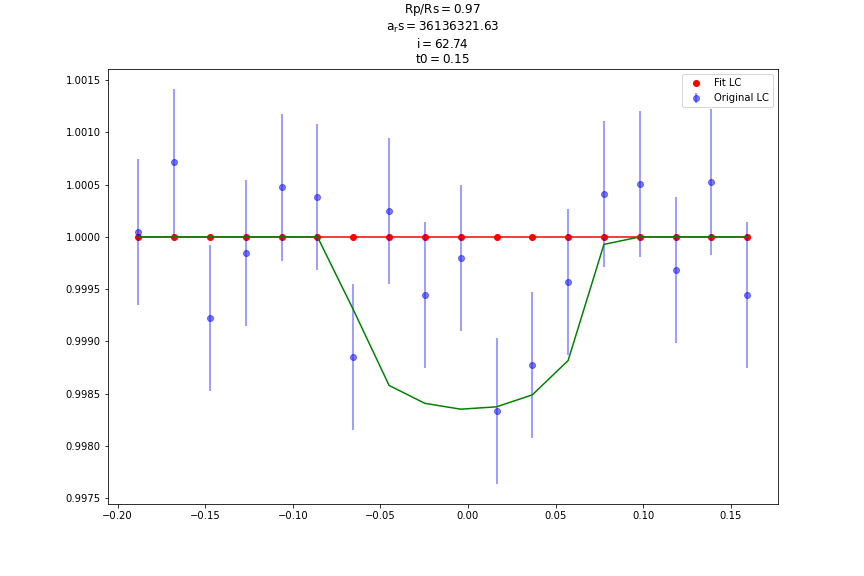 Rp/Rs = 0.97
aᵣs = 36136321.63
i = 62.74
t0 = 0.15
Fit LC
Original LC
1.0015
1.0010
1.0005
1.0000
0.9995
0.9990
0.9985
0.9980
0.9975
−0.20 −0.15 −0.10 −0.05 0.00 0.05 0.10 0.15